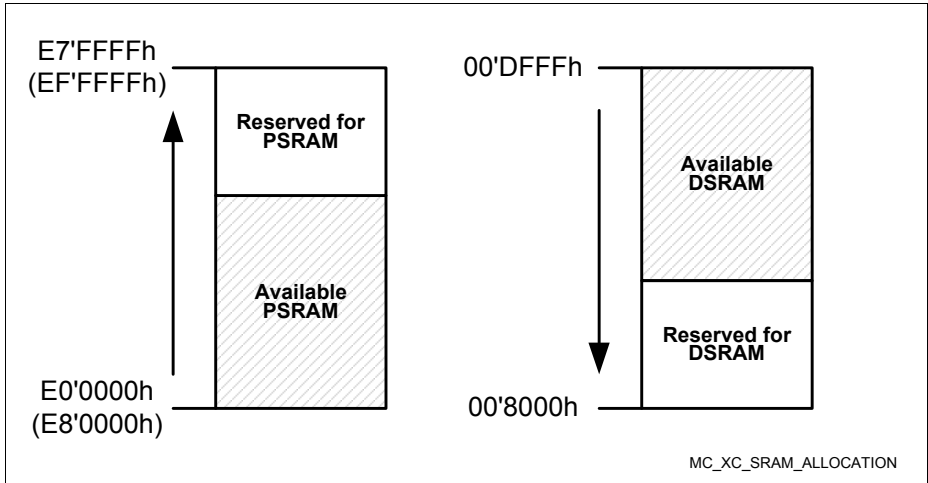 E7'FFFFh
(EF'FFFFh)
Reserved for
PSRAM
Available
PSRAM
E0'0000h
(E8'0000h)
00'DFFFh
Available
DSRAM
Reserved for
DSRAM
00'8000h
MC_XC_SRAM_ALLOCATION